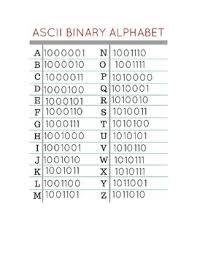 ASCII BINARY ALPHABET
A 1000001 N 1001110
B 1000010 O 1001111
C 1000011 P 1010000
D 1000100 Q 1010001
E 1000101 R 1010010
F 1000110 S 1010011
G 1000111 T 1010100
H 1001000 U 1010101
I 1001001 V 1010110
J 1001010 W 1010111
K 1001011 X 1011000
L 1001100 Y 1011001
M 1001101 Z 1011010